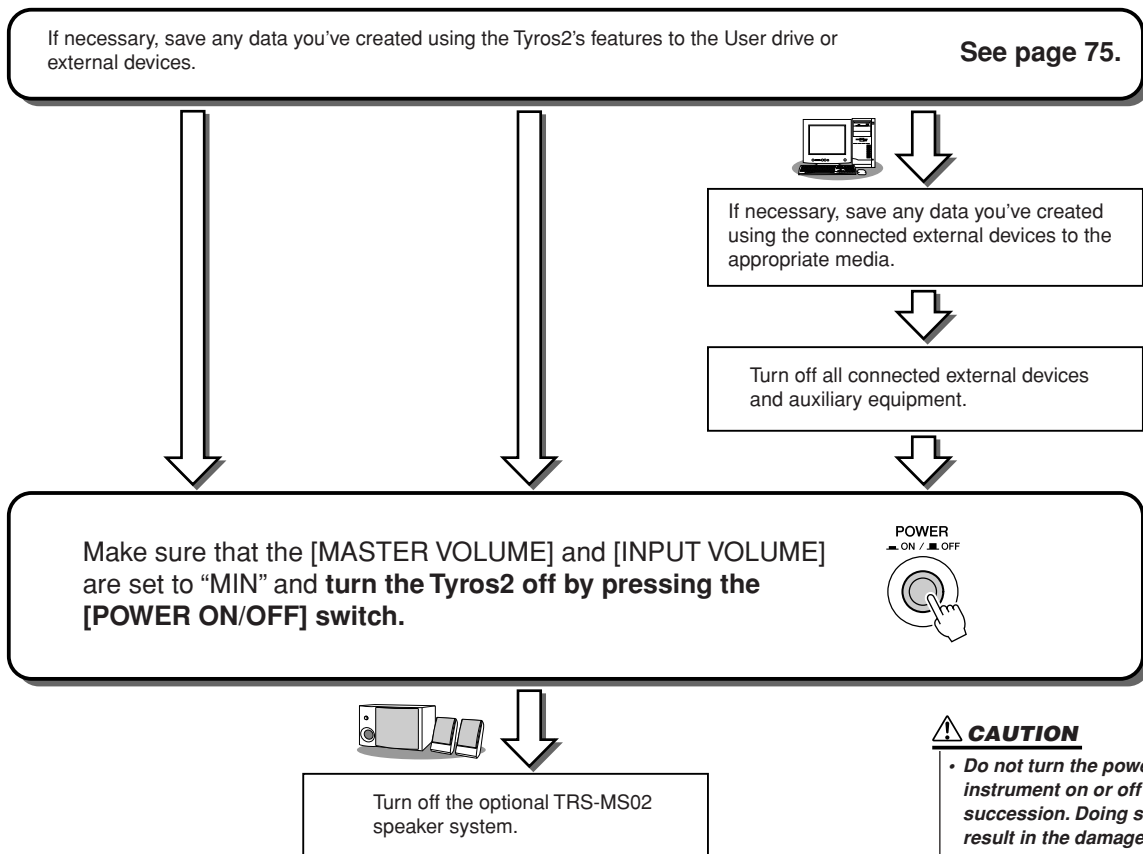 If necessary, save any data you’ve created using the Tyros2’s features to the User drive or
external devices.
See page 75.
If necessary, save any data you’ve created
using the connected external devices to the
appropriate media.
Turn off all connected external devices
and auxiliary equipment.
Make sure that the [MASTER VOLUME] and [INPUT VOLUME]
are set to “MIN” and turn the Tyros2 off by pressing the
[POWER ON/OFF] switch.
POWER
ON / OFF
Turn off the optional TRS-MS02
speaker system.
CAUTION
• Do not turn the powe
instrument on or off
succession. Doing s
result in the damage